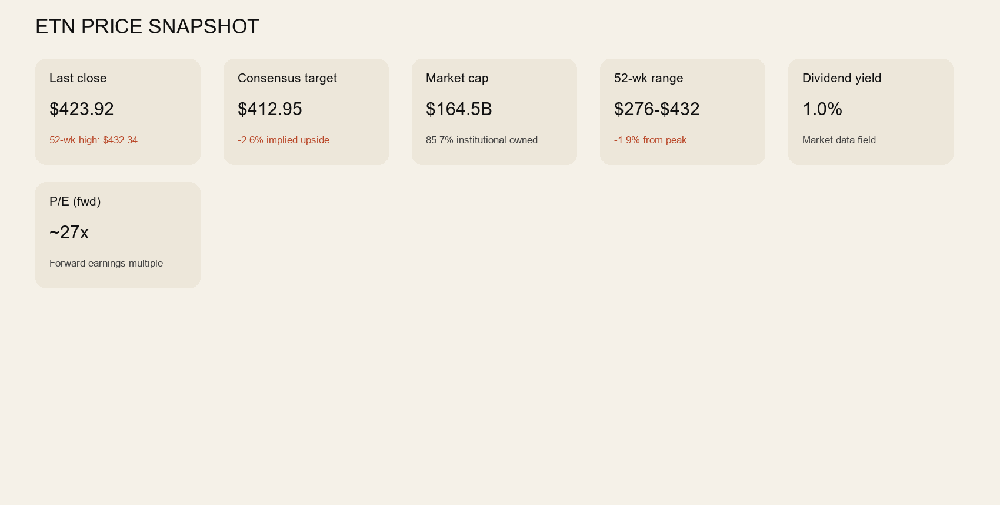 ETN PRICE SNAPSHOT
Last close
$423.92
52-wk high: $432.34
Consensus target
$412.95
-2.6% implied upside
Market cap
$164.5B
85.7% institutional owned
52-wk range
$276-$432
-1.9% from peak
Dividend yield
1.0%
Market data field
P/E (fwd)
~27x
Forward earnings multiple